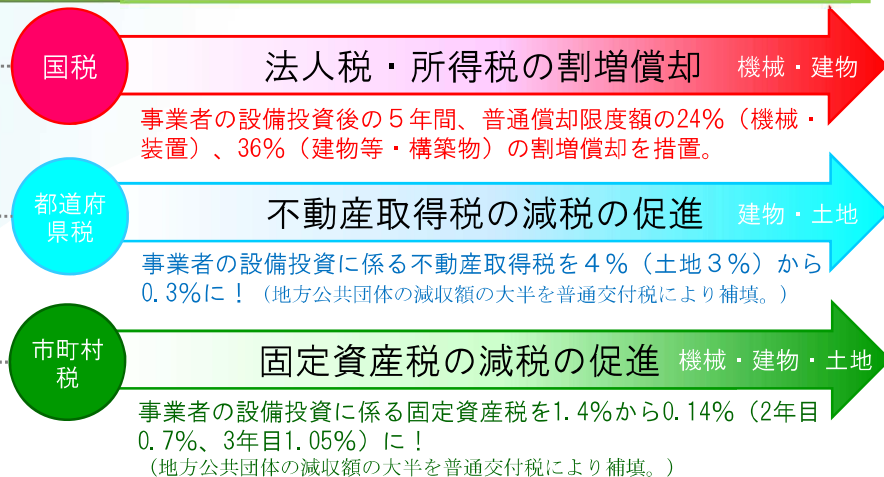 国税
法人税・所得税の割増償却
機械・建物
事業者の設備投資後の５年間、普通償却限度額の24%（機械・
装置）、36%（建物等・構築物）の割増償却を措置。
都道府
県税
不動産取得税の減税の促進
建物・土地
事業者の設備投資に係る不動産取得税を４%（土地３%）から
0.3%に！（地方公共団体の減収額の大半を普通交付税により補填。）
市町村
税
固定資産税の減税の促進
機械・建物・土地
事業者の設備投資に係る固定資産税を1.4%から0.14%（2年目
0.7%、3年目1.05%）に！
（地方公共団体の減収額の大半を普通交付税により補填。）